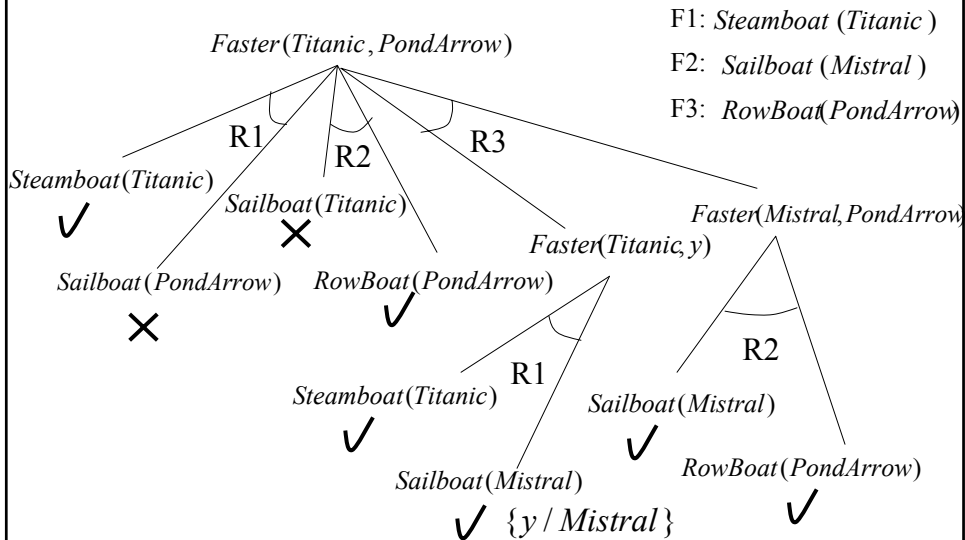 F1: Steamboat (Titanic)
Faster(Titanic, PondArrow)
F2: Sailboat (Mistral)
F3: RowBoat(PondArrow)
R1
R2
R3
Steamboat(Titanic)
Sailboat(Titanic)
Faster(Mistral, PondArrow)
Faster(Titanic, y)
Sailboat(PondArrow)
RowBoat(PondArrow)
R1
R2
Steamboat(Titanic)
Sailboat(Mistral)
Sailboat(Mistral)
RowBoat(PondArrow)
{y / Mistral}